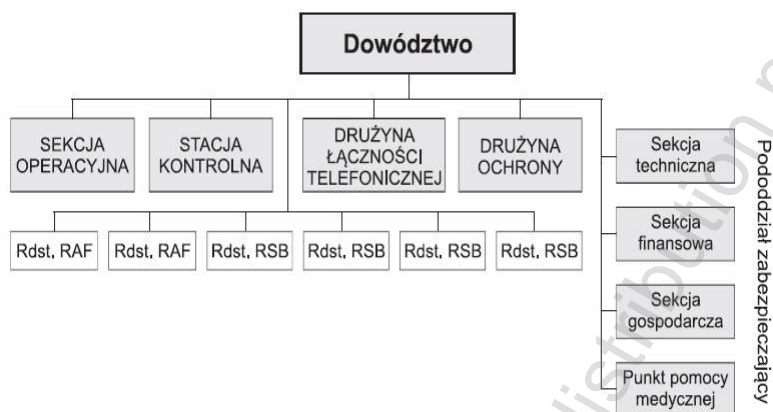 Dowództwo
SEKCJA
OPERACYJNA
STACJA
KONTROLNA
DRUŻYNA
ŁĄCZNOŚCI
TELEFONICZNEJ
DRUŻYNA
OCHRONY
Sekcja
techniczna
Rdst. RAF
Rdst. RAF
Rdst. RSB
Rdst. RSB
Rdst. RSB
Rdst. RSB
Sekcja
finansowa
Sekcja
gospodarcza
Punkt pomocy
medycznej
Pododdział zabezpieczający
distribution